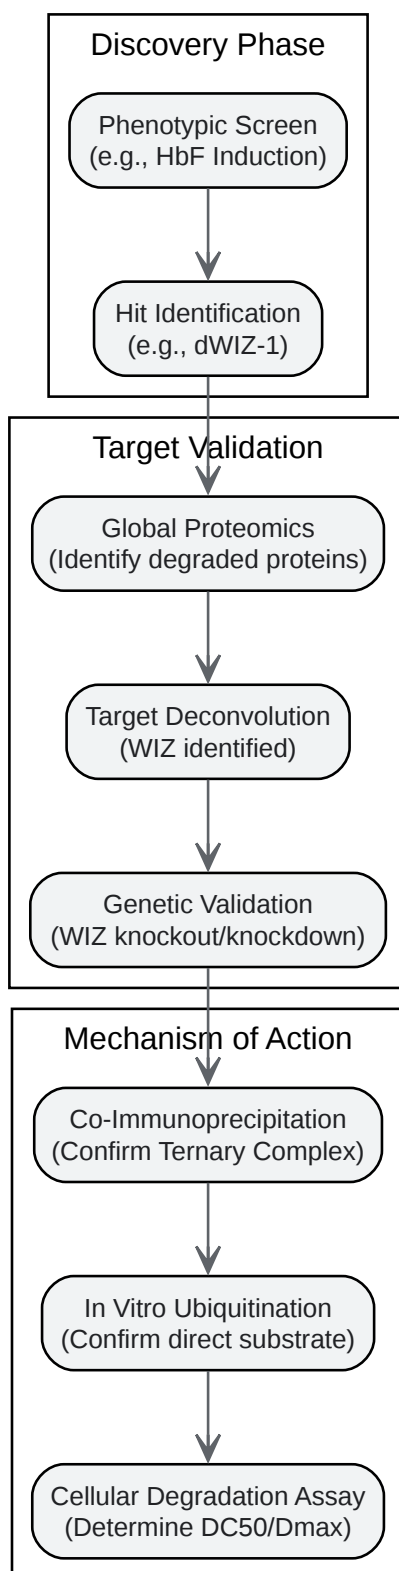 Discovery Phase
Phenotypic Screen
(e.g., HbF Induction)
Hit Identification
(e.g., dWIZ-1)
Target Validation
Global Proteomics
(Identify degraded proteins)
Target Deconvolution
(WIZ identified)
Genetic Validation
(WIZ knockout/knockdown)
Mechanism of Action
Co-Immunoprecipitation
(Confirm Ternary Complex)
In Vitro Ubiquitination
(Confirm direct substrate)
Cellular Degradation Assay
(Determine DC50/Dmax)